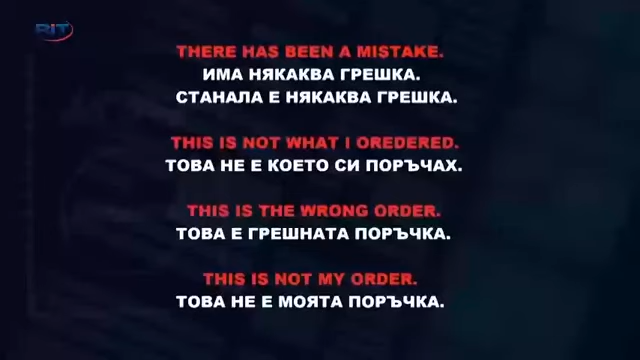 RIT
THERE HAS BEEN A MISTAKE.
ИМА НЯКАКВА ГРЕШКА.
СТАНАЛА Е НЯКАКВА ГРЕШКА.
THIS IS NOT WHAT I OREDERED.
ТОВА НЕ Е КОЕТО СИ ПОРЪЧАХ.
THIS IS THE WRONG ORDER.
ТОВА Е ГРЕШНАТА ПОРЪЧКА.
THIS IS NOT MY ORDER.
ТОВА НЕ Е МОЯТА ПОРЪЧКА.